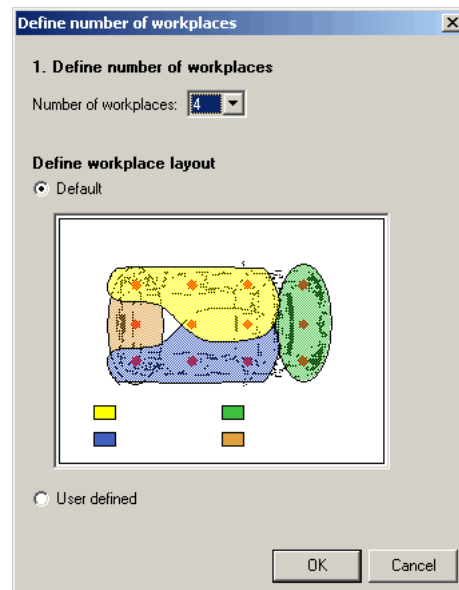 Define number of workplaces
1. Define number of workplaces
Number of workplaces: 4
Define workplace layout
Default
User defined
OK Cancel